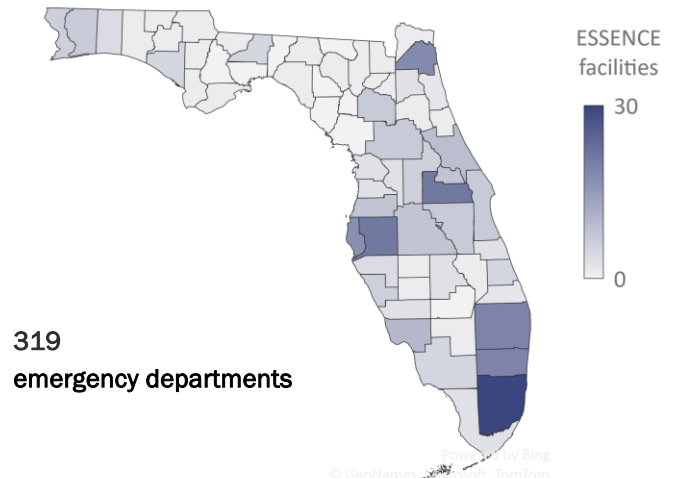 ESSENCE
facilities
30
0
319
emergency departments
Powered by Bing
© GeoNames, Microsoft, TomTom